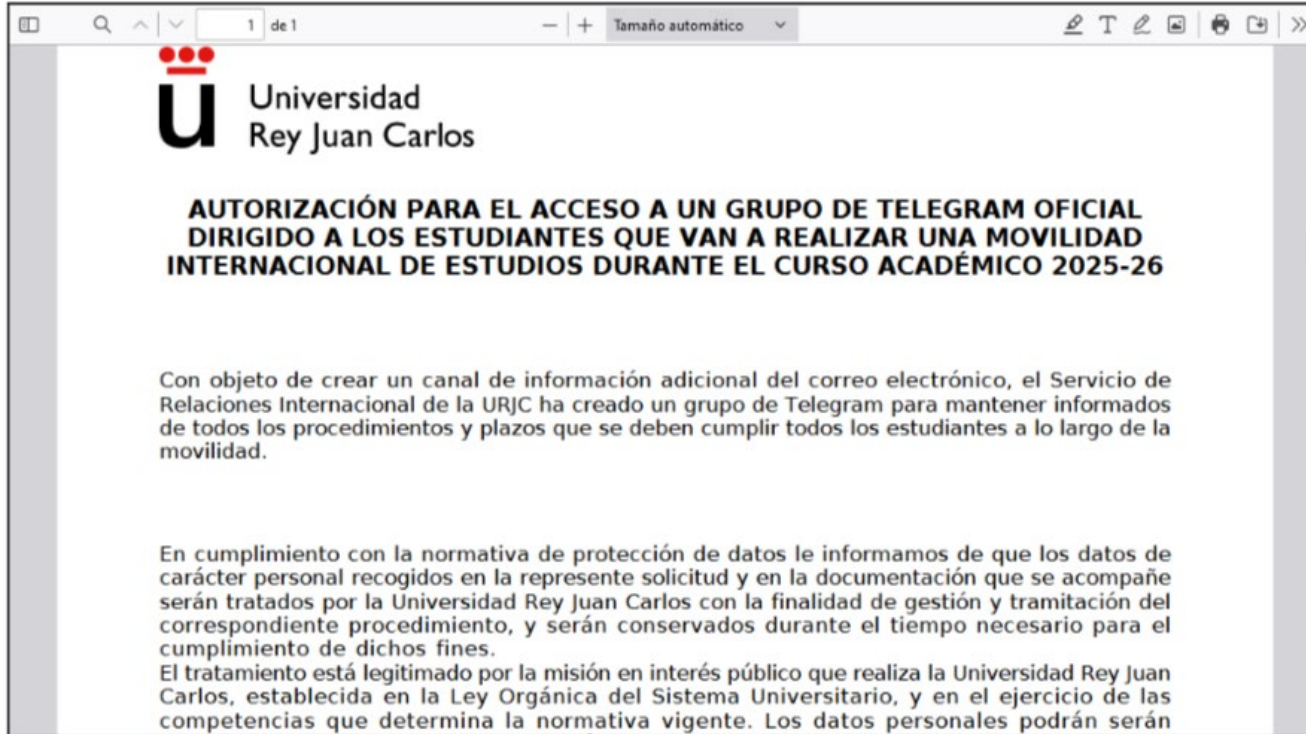 1 de 1
Tamaño automático
Universidad
Rey Juan Carlos
AUTORIZACIÓN PARA EL ACCESO A UN GRUPO DE TELEGRAM OFICIAL
DIRIGIDO A LOS ESTUDIANTES QUE VAN A REALIZAR UNA MOVILIDAD
INTERNACIONAL DE ESTUDIOS DURANTE EL CURSO ACADÉMICO 2025-26
Con objeto de crear un canal de información adicional del correo electrónico, el Servicio de
Relaciones Internacional de la URJC ha creado un grupo de Telegram para mantener informados
de todos los procedimientos y plazos que se deben cumplir todos los estudiantes a lo largo de la
movilidad.
En cumplimiento con la normativa de protección de datos le informamos de que los datos de
carácter personal recogidos en la represente solicitud y en la documentación que se acompañe
serán tratados por la Universidad Rey Juan Carlos con la finalidad de gestión y tramitación del
correspondiente procedimiento, y serán conservados durante el tiempo necesario para el
cumplimiento de dichos fines.
El tratamiento está legitimado por la misión en interés público que realiza la Universidad Rey Juan
Carlos, establecida en la Ley Orgánica del Sistema Universitario, y en el ejercicio de las
competencias que determina la normativa vigente. Los datos personales podrán serán